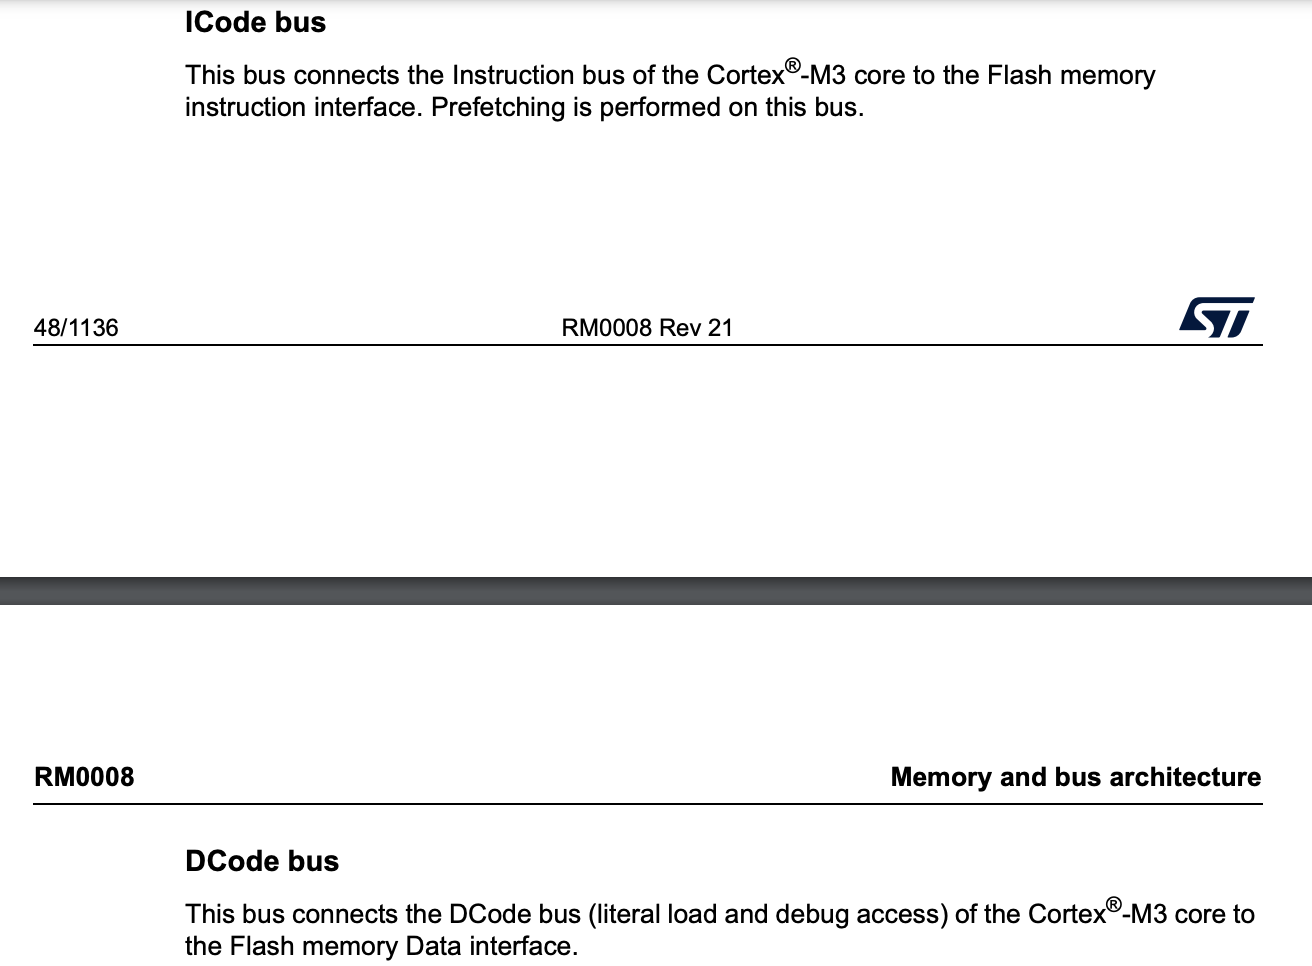 ICode bus
This bus connects the Instruction bus of the Cortex®-M3 core to the Flash memory
instruction interface. Prefetching is performed on this bus.
48/1136 RM0008 Rev 21 ST
RM0008 Memory and bus architecture
DCode bus
This bus connects the DCode bus (literal load and debug access) of the Cortex®-M3 core to
the Flash memory Data interface.